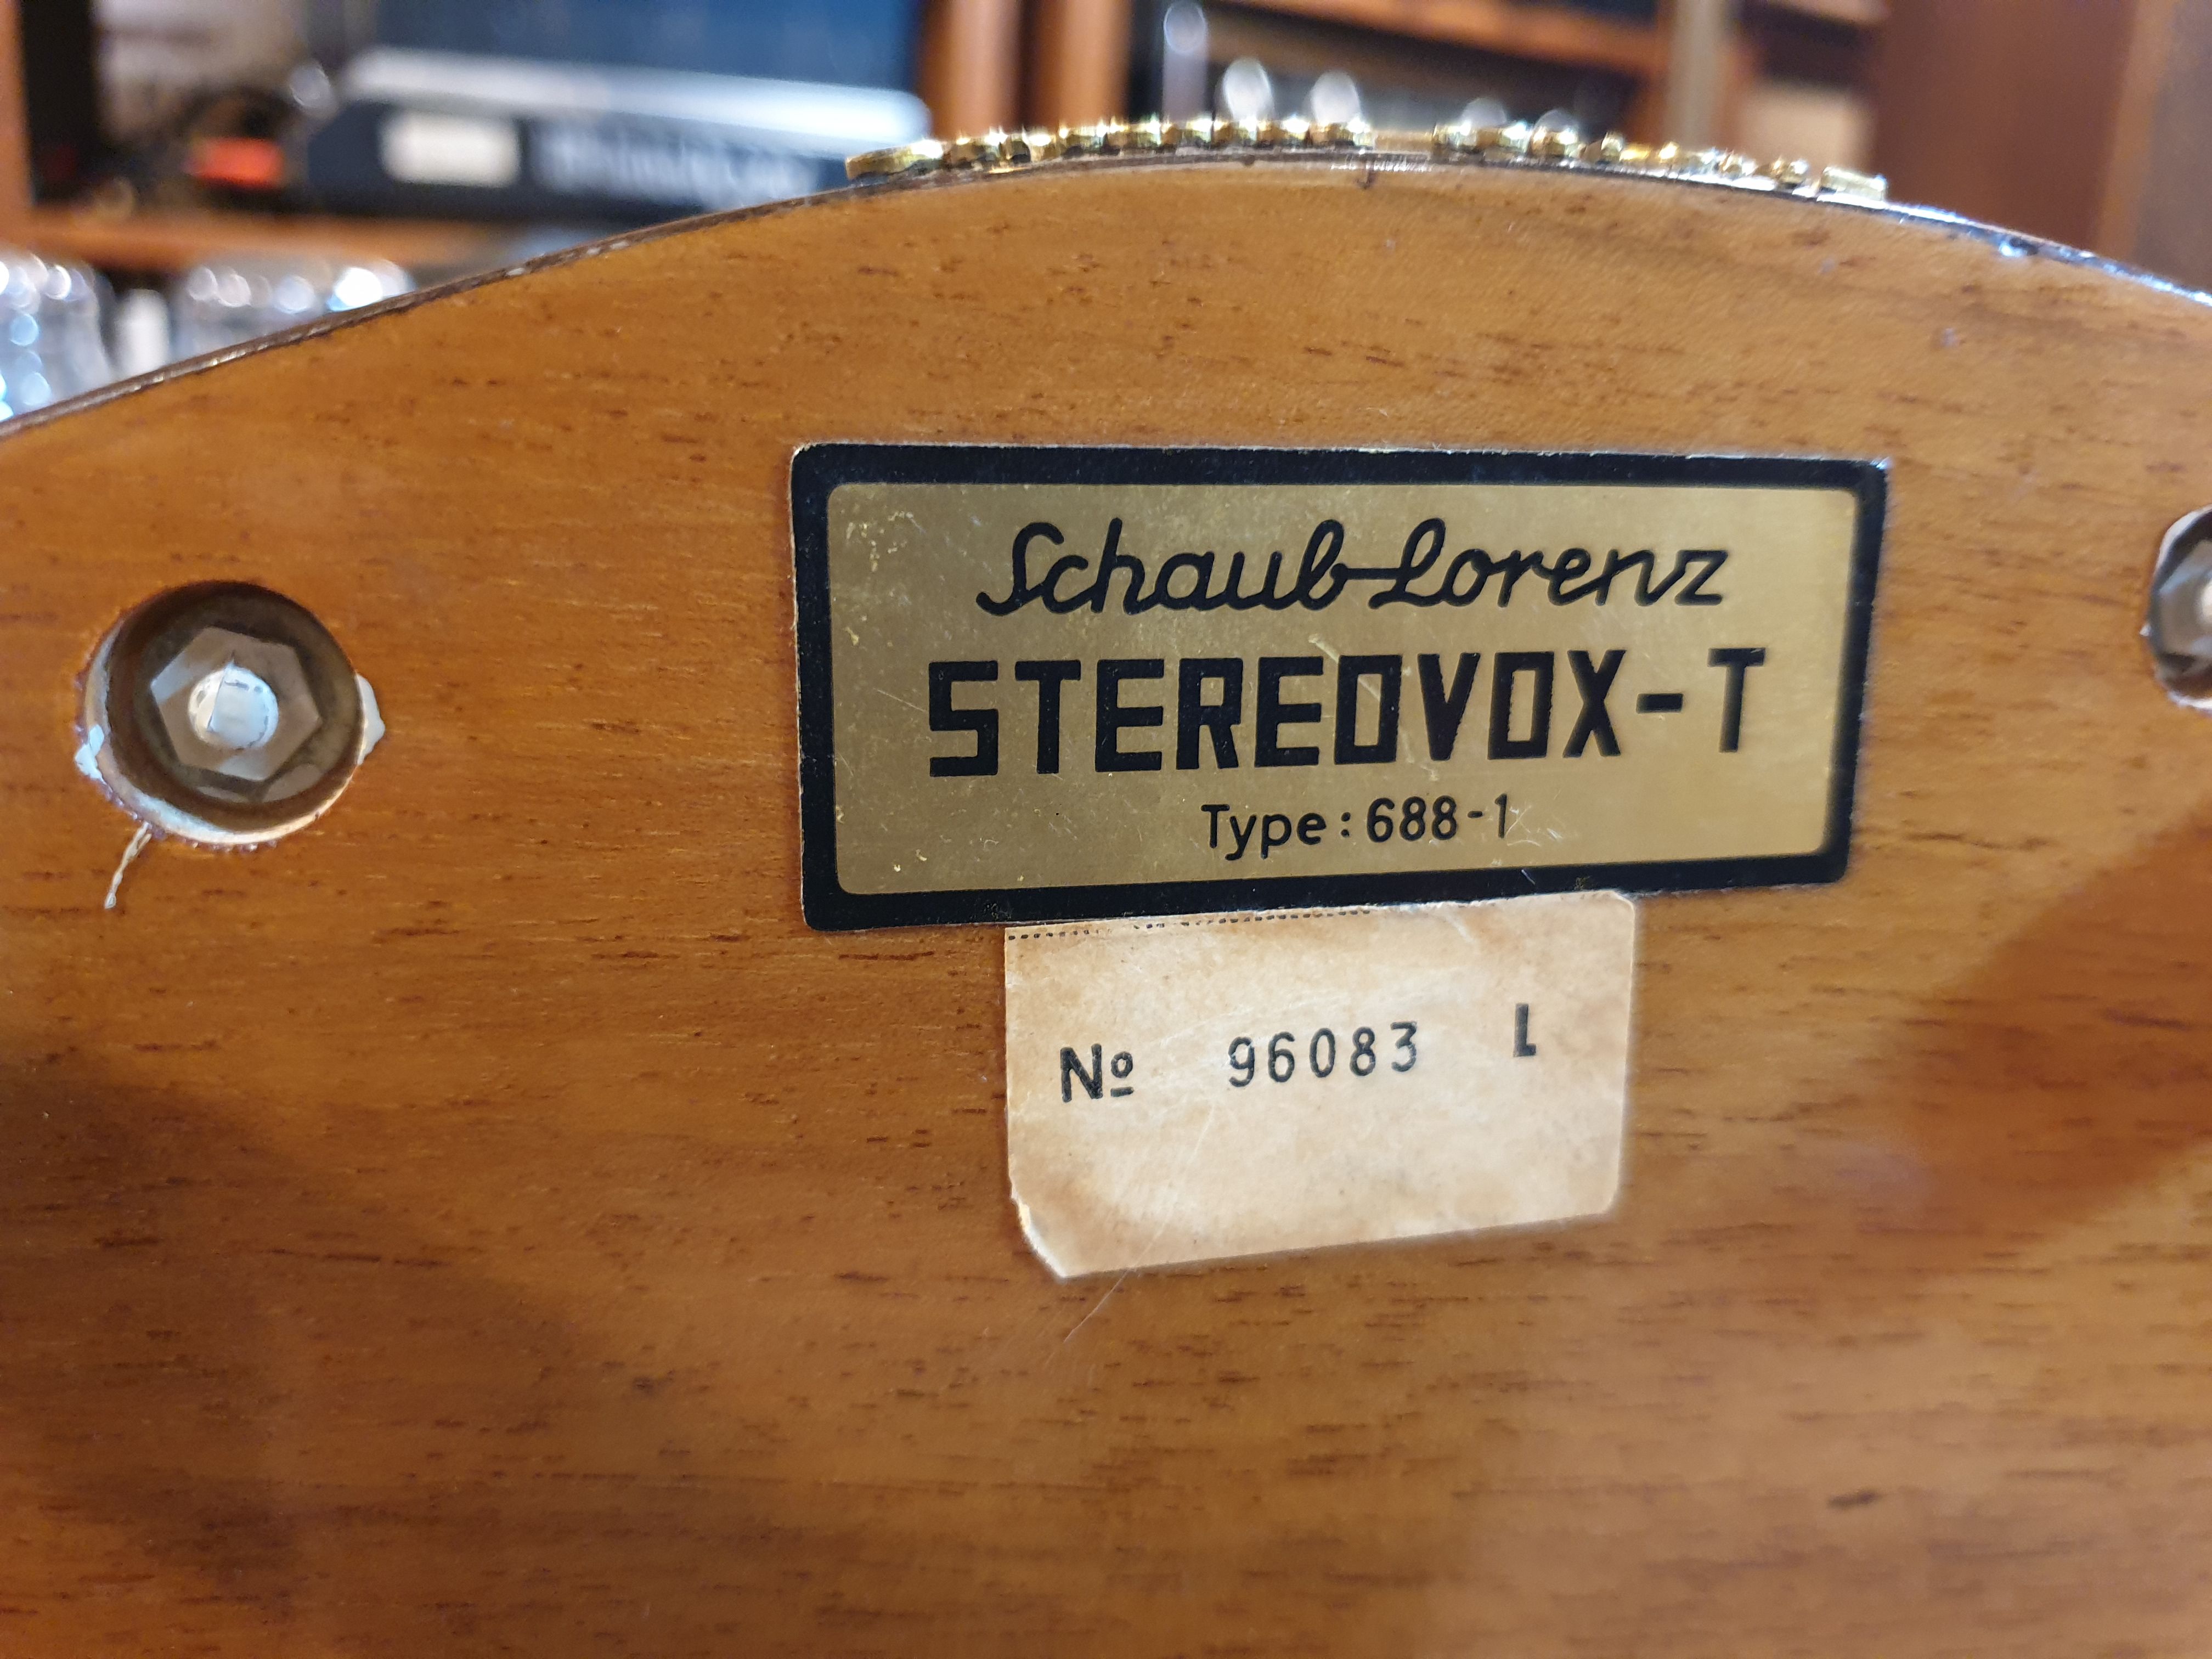 Schaub-Lorenz
STEREOVOX-T
Type: 688-1
Nº 96083 L